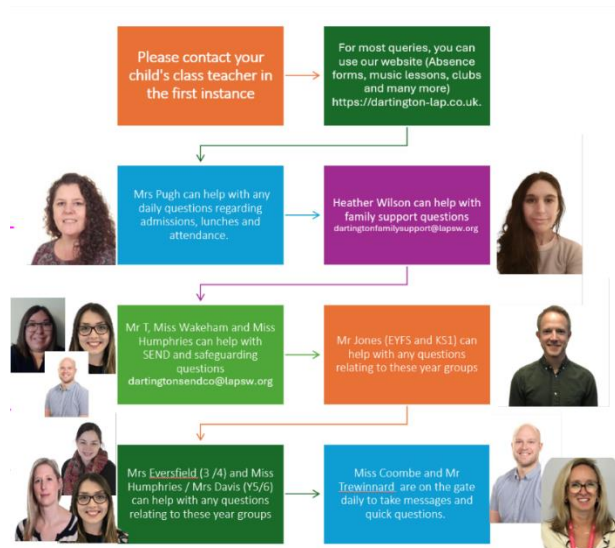 Please contact your
child's class teacher in
the first instance
For most queries, you can
use our website (Absence
forms, music lessons, clubs
and many more)
https://dartington-lap.co.uk.
Mrs Pugh can help with any
daily questions regarding
admissions, lunches and
attendance.
Heather Wilson can help with
family support questions
dartingtonfamilysupport@lapsw.org
Mr T, Miss Wakeham and Miss
Humphries can help with
SEND and safeguarding
questions
dartingtonsendco@lapsw.org
Mr Jones (EYFS and KS1) can
help with any questions
relating to these year groups
Mrs Eversfield (3 /4) and Miss
Humphries / Mrs Davis (Y5/6)
can help with any questions
relating to these year groups
Miss Coombe and Mr
Trewinnard are on the gate
daily to take messages and
quick questions.